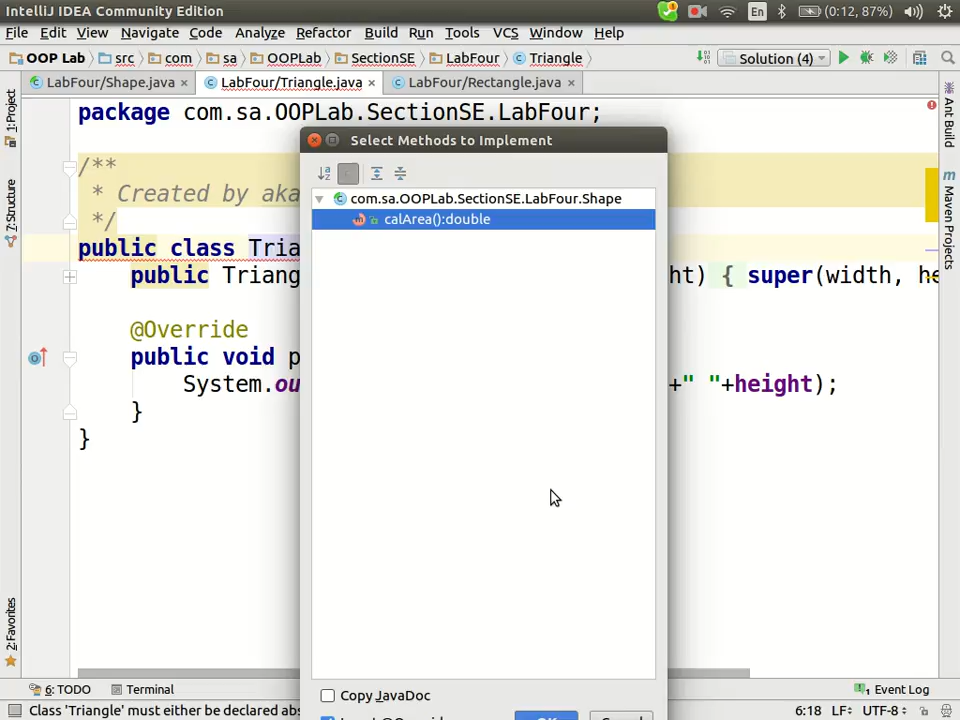 IntelliJ IDEA Community Edition
En
(0:12, 87%)
File Edit View Navigate Code Analyze Refactor Build Run Tools VCS Window Help
OOP Lab src com sa OOPLab SectionSE LabFour Triangle Solution (4)
LabFour/Shape.java LabFour/Triangle.java LabFour/Rectangle.java
package com.sa.OOPLab.SectionSE.LabFour;
/**
* Created by aka
*/
public class Tria
public Triang
ht) { super(width, he
@Override
public void p
System.ou
+" "+height);
}
}
Select Methods to Implement
com.sa.OOPLab.SectionSE.LabFour.Shape
calArea():double
Copy JavaDoc
1: Project
7: Structure
2: Favorites
Ant Build
Maven Projects
6: TODO Terminal Event Log
Class 'Triangle' must either be declared abs
6:18 LF÷ UTF-8÷